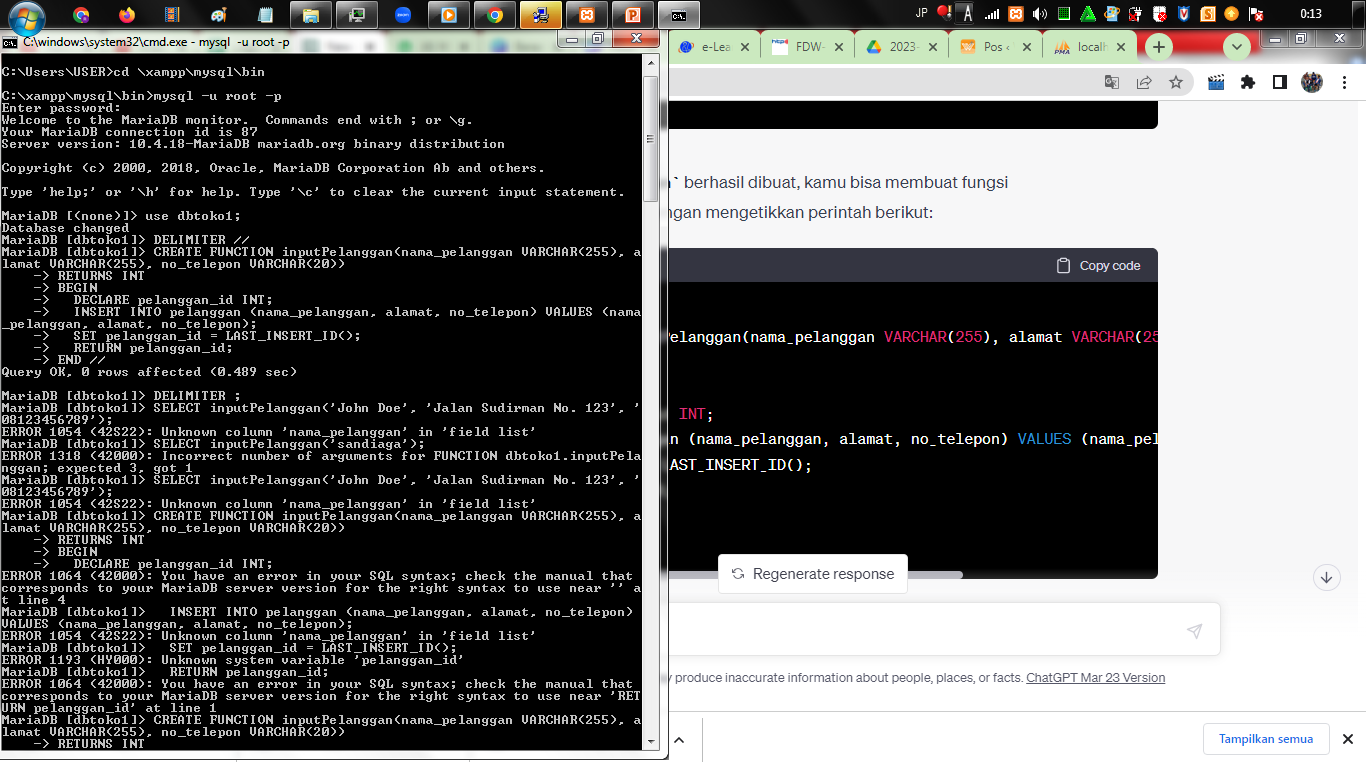 JP
A
0:13
C:\windows\system32\cmd.exe - mysql -u root -p
C:\Users\USER>cd \xampp\mysql\bin
C:\xampp\mysql\bin>mysql -u root -p
Enter password:
Welcome to the MariaDB monitor.  Commands end with ; or \g.
Your MariaDB connection id is 87
Server version: 10.4.18-MariaDB mariadb.org binary distribution
Copyright (c) 2000, 2018, Oracle, MariaDB Corporation Ab and others.
Type 'help;' or '\h' for help. Type '\c' to clear the current input statement.
MariaDB [(none)]> use dbtoko1;
Database changed
MariaDB [dbtoko1]> DELIMITER //
MariaDB [dbtoko1]> CREATE FUNCTION inputPelanggan(nama_pelanggan VARCHAR(255), a
lamat VARCHAR(255), no_telepon VARCHAR(20))
    -> RETURNS INT
    -> BEGIN
    ->   DECLARE pelanggan_id INT;
    ->   INSERT INTO pelanggan (nama_pelanggan, alamat, no_telepon) VALUES (nama
_pelanggan, alamat, no_telepon);
    ->   SET pelanggan_id = LAST_INSERT_ID();
    ->   RETURN pelanggan_id;
    -> END //
Query OK, 0 rows affected (0.489 sec)
MariaDB [dbtoko1]> DELIMITER ;
MariaDB [dbtoko1]> SELECT inputPelanggan('John Doe', 'Jalan Sudirman No. 123', '
08123456789');
ERROR 1054 (42S22): Unknown column 'nama_pelanggan' in 'field list'
MariaDB [dbtoko1]> SELECT inputPelanggan('sandiaga');
ERROR 1318 (42000): Incorrect number of arguments for FUNCTION dbtoko1.inputPela
nggan; expected 3, got 1
MariaDB [dbtoko1]> SELECT inputPelanggan('John Doe', 'Jalan Sudirman No. 123', '
08123456789');
ERROR 1054 (42S22): Unknown column 'nama_pelanggan' in 'field list'
MariaDB [dbtoko1]> CREATE FUNCTION inputPelanggan(nama_pelanggan VARCHAR(255), a
lamat VARCHAR(255), no_telepon VARCHAR(20))
    -> RETURNS INT
    -> BEGIN
    ->   DECLARE pelanggan_id INT;
ERROR 1064 (42000): You have an error in your SQL syntax; check the manual that
corresponds to your MariaDB server version for the right syntax to use near '' a
t line 4
MariaDB [dbtoko1]>   INSERT INTO pelanggan (nama_pelanggan, alamat, no_telepon)
VALUES (nama_pelanggan, alamat, no_telepon);
ERROR 1054 (42S22): Unknown column 'nama_pelanggan' in 'field list'
MariaDB [dbtoko1]>   SET pelanggan_id = LAST_INSERT_ID();
ERROR 1193 (HY000): Unknown system variable 'pelanggan_id'
MariaDB [dbtoko1]>   RETURN pelanggan_id;
ERROR 1064 (42000): You have an error in your SQL syntax; check the manual that
corresponds to your MariaDB server version for the right syntax to use near 'RET
URN pelanggan_id' at line 1
MariaDB [dbtoko1]> CREATE FUNCTION inputPelanggan(nama_pelanggan VARCHAR(255), a
lamat VARCHAR(255), no_telepon VARCHAR(20))
    -> RETURNS INT
e-Lea
FDW-
2023-
Pos
localh
` berhasil dibuat, kamu bisa membuat fungsi
ngan mengetikkan perintah berikut:
Copy code
Pelanggan(nama_pelanggan VARCHAR(255), alamat VARCHAR(25
INT;
n (nama_pelanggan, alamat, no_telepon) VALUES (nama_pel
AST_INSERT_ID();
Regenerate response
y produce inaccurate information about people, places, or facts. ChatGPT Mar 23 Version
Tampilkan semua